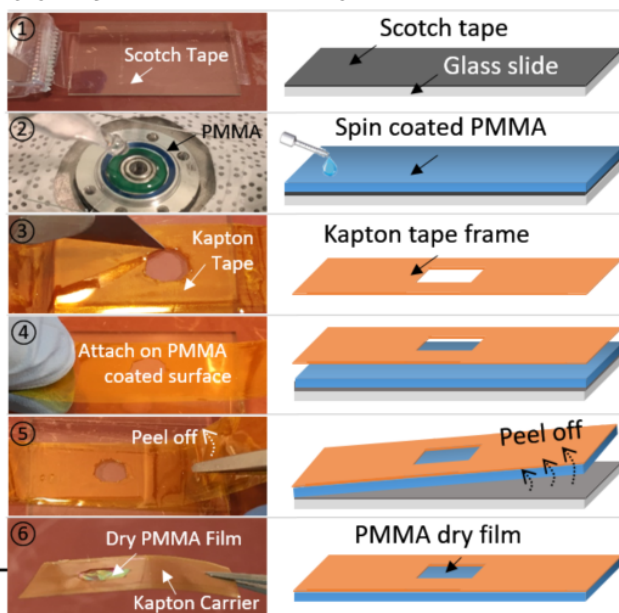 ①
Scotch Tape
Scotch tape
Glass slide
②
PMMA
Spin coated PMMA
③
Kapton
Tape
Kapton tape frame
④
Attach on PMMA
coated surface
⑤
Peel off
Peel off
⑥
Dry PMMA Film
Kapton Carrier
PMMA dry film